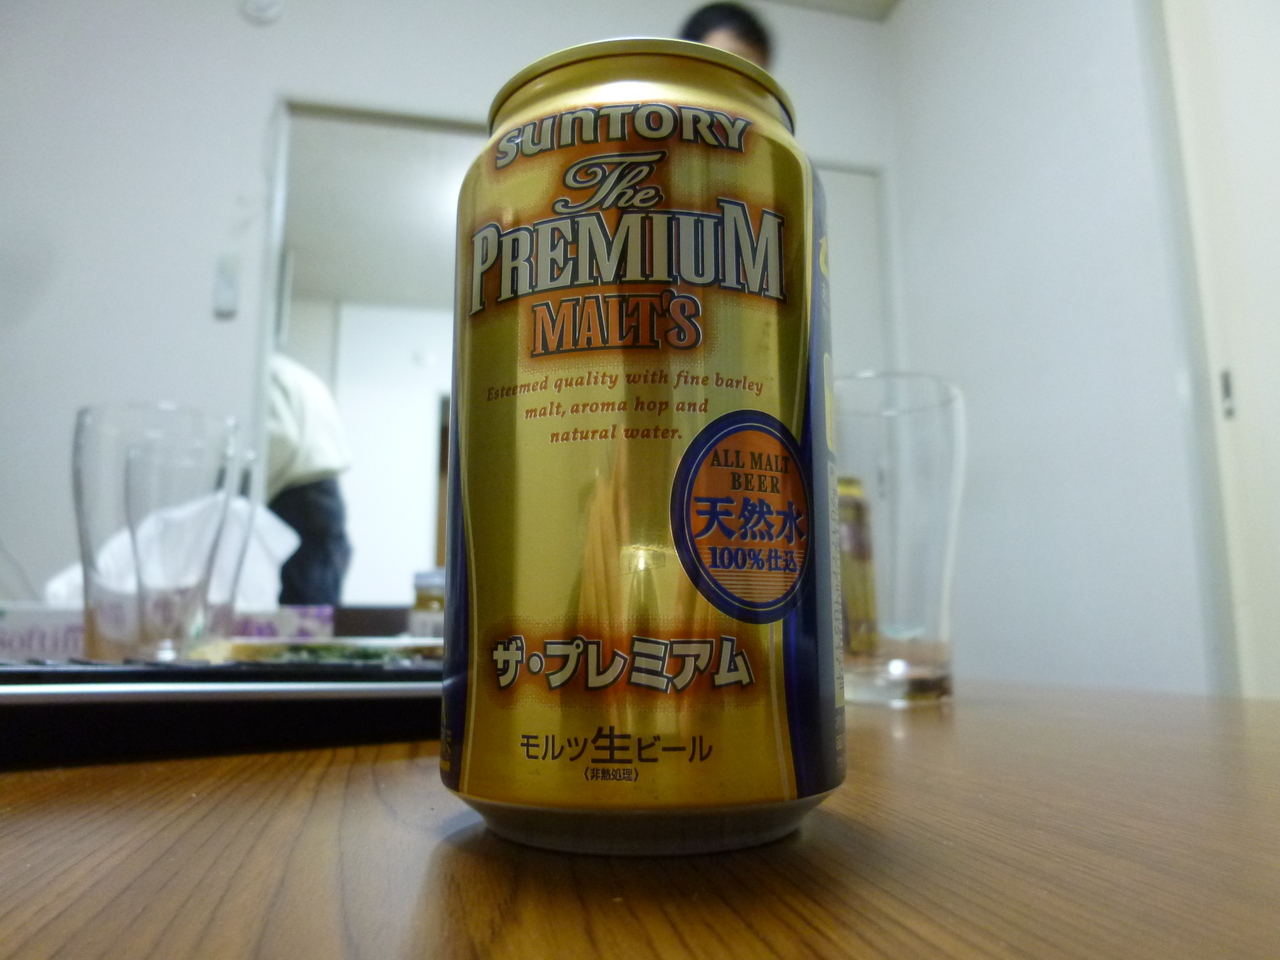 SUNTORY
The
PREMIUM
MALT'S
Esteemed quality with fine barley
malt, aroma hop and
natural water.
ALL MALT
BEER
天然水
100%仕込
ザ・プレミアム
モルツ生ビール
〈非熱処理〉